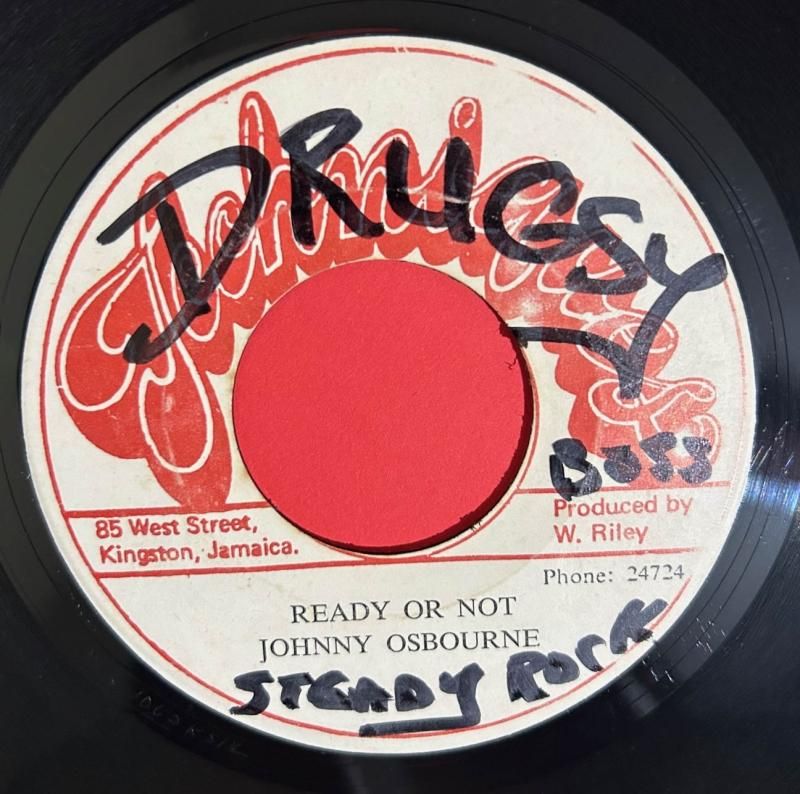 DRUGSY
BOSS
85 West Street,
Kingston, Jamaica.
Produced by
W. Riley
Phone: 24724
READY OR NOT
JOHNNY OSBOURNE
STEADY ROCK